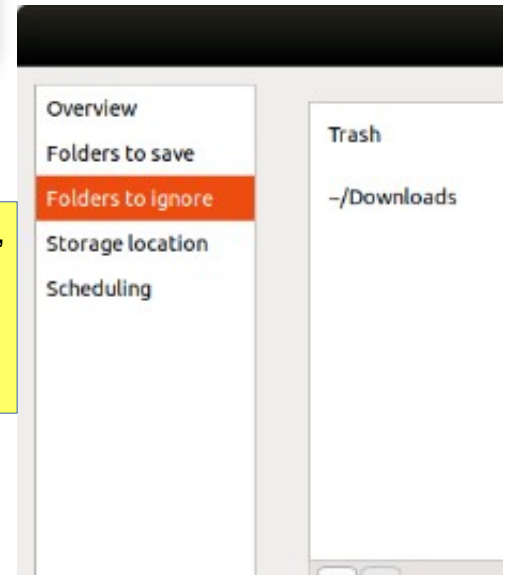 Overview
Folders to save
Folders to ignore
Storage location
Scheduling
Trash
~/Downloads
,